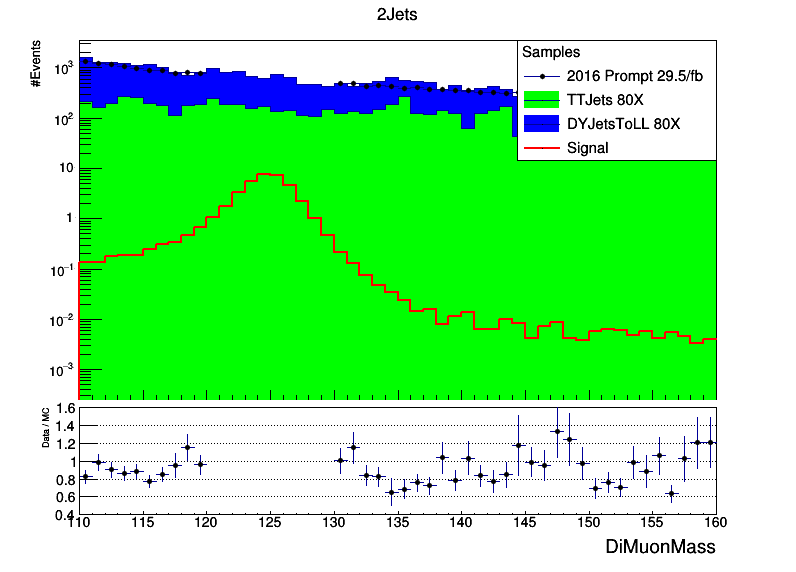 2Jets
#Events
Samples
2016 Prompt 29.5/fb
TTJets 80X
DYJetsToLL 80X
Signal
10³
10²
10
1
10⁻¹
10⁻²
10⁻³
Data / MC
1.6
1.4
1.2
1
0.8
0.6
0.4
110 115 120 125 130 135 140 145 150 155 160
DiMuonMass